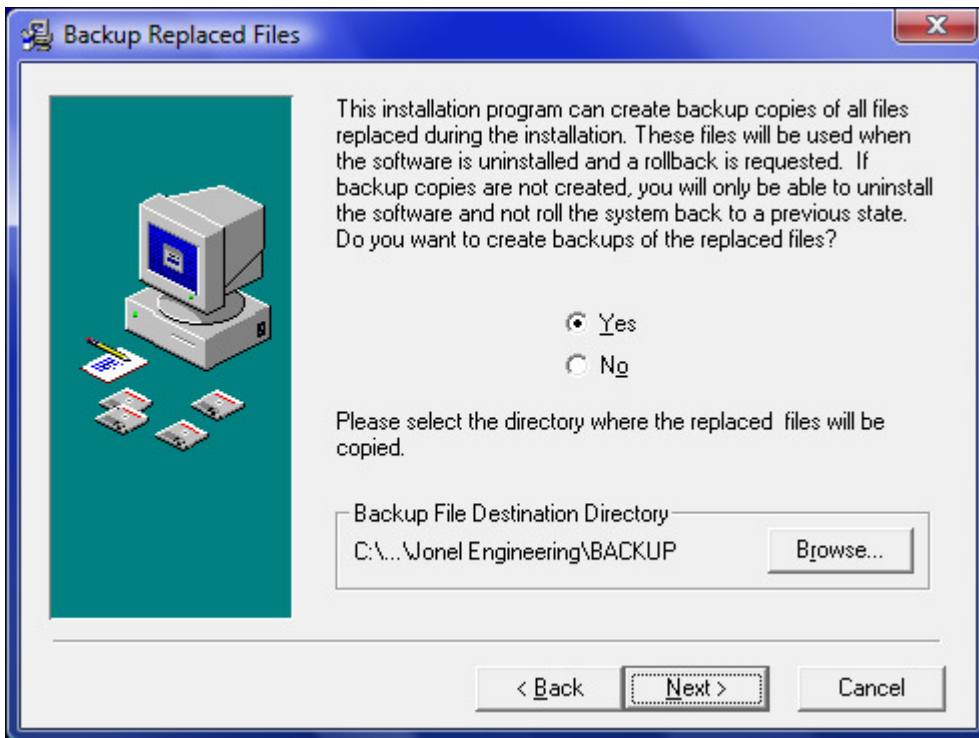 Backup Replaced Files
This installation program can create backup copies of all files
replaced during the installation. These files will be used when
the software is uninstalled and a rollback is requested. If
backup copies are not created, you will only be able to uninstall
the software and not roll the system back to a previous state.
Do you want to create backups of the replaced files?
Yes
No
Please select the directory where the replaced files will be
copied.
Backup File Destination Directory
C:\...\Jonel Engineering\BACKUP
Browse...
< Back
Next >
Cancel